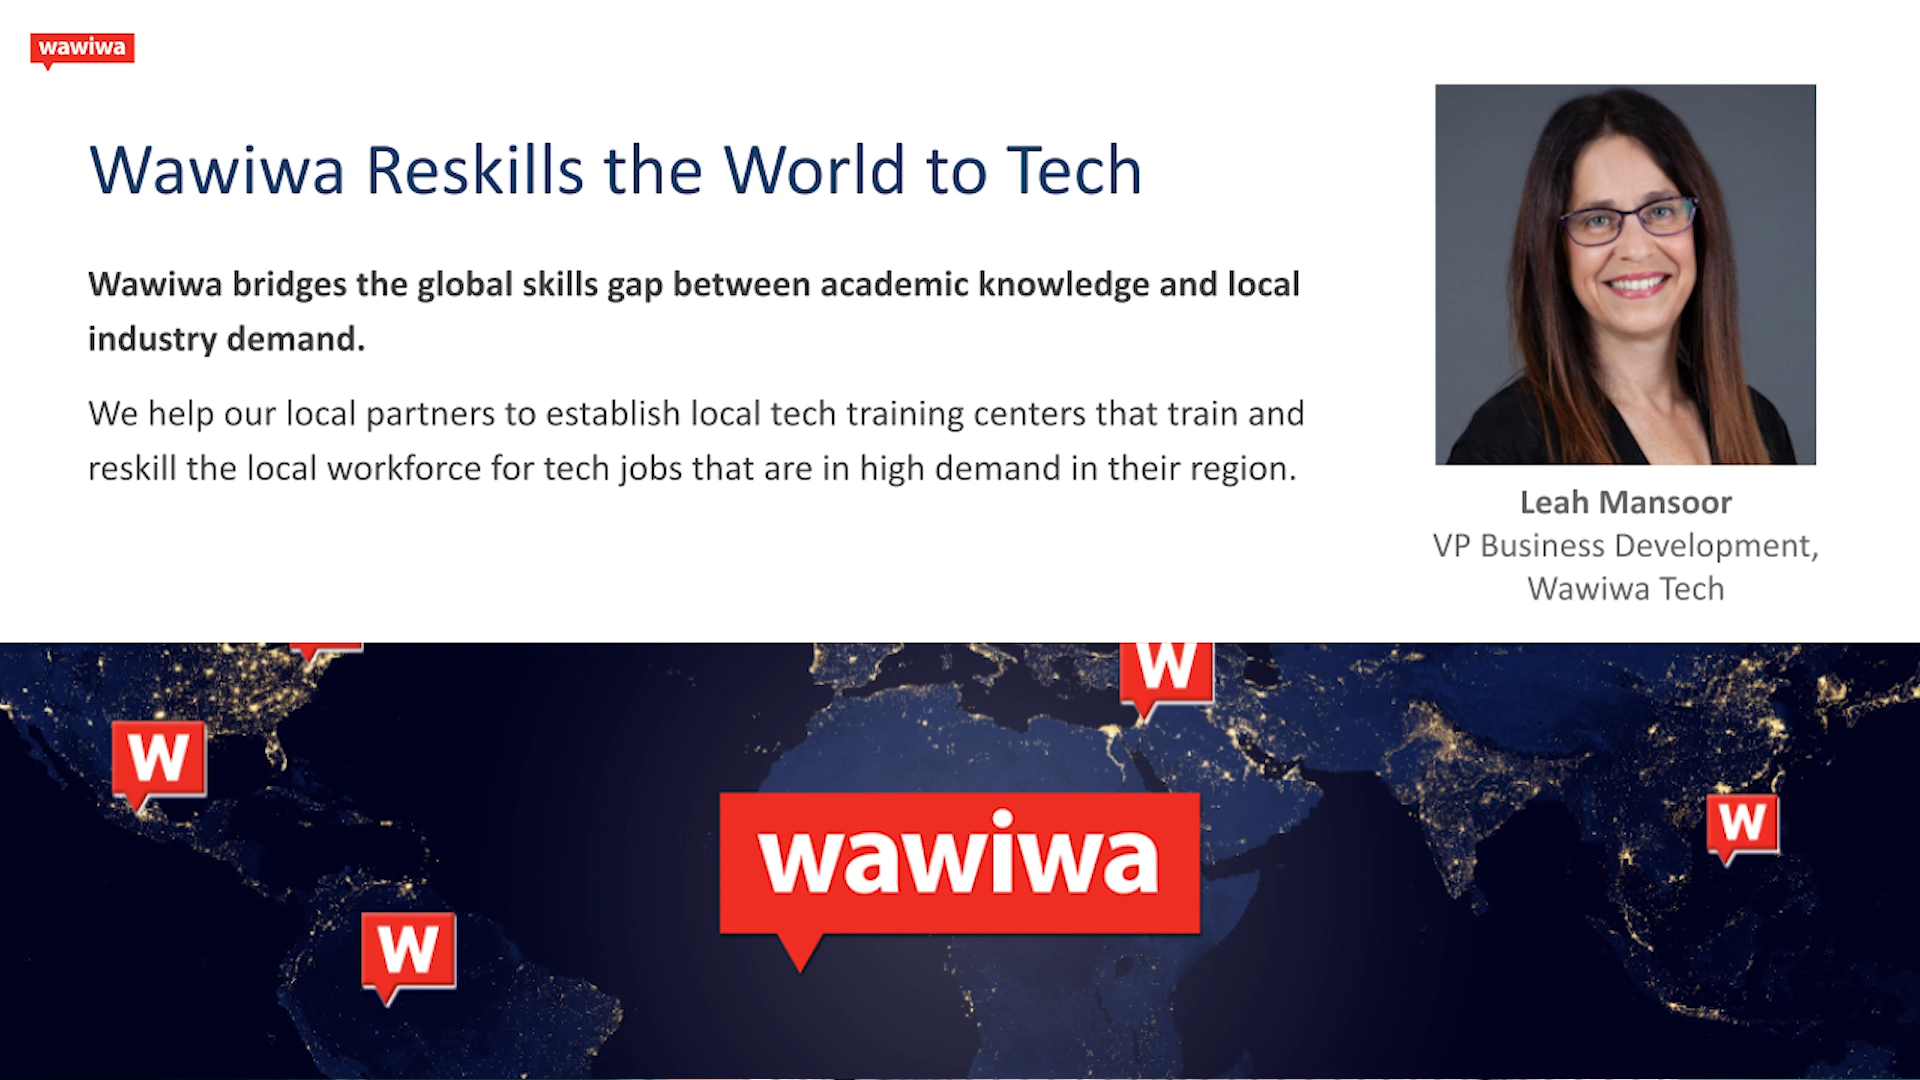 wawiwa
Wawiwa Reskills the World to Tech
Wawiwa bridges the global skills gap between academic knowledge and local
industry demand.
We help our local partners to establish local tech training centers that train and
reskill the local workforce for tech jobs that are in high demand in their region.
Leah Mansoor
VP Business Development,
Wawiwa Tech
W
W
W
wawiwa
W